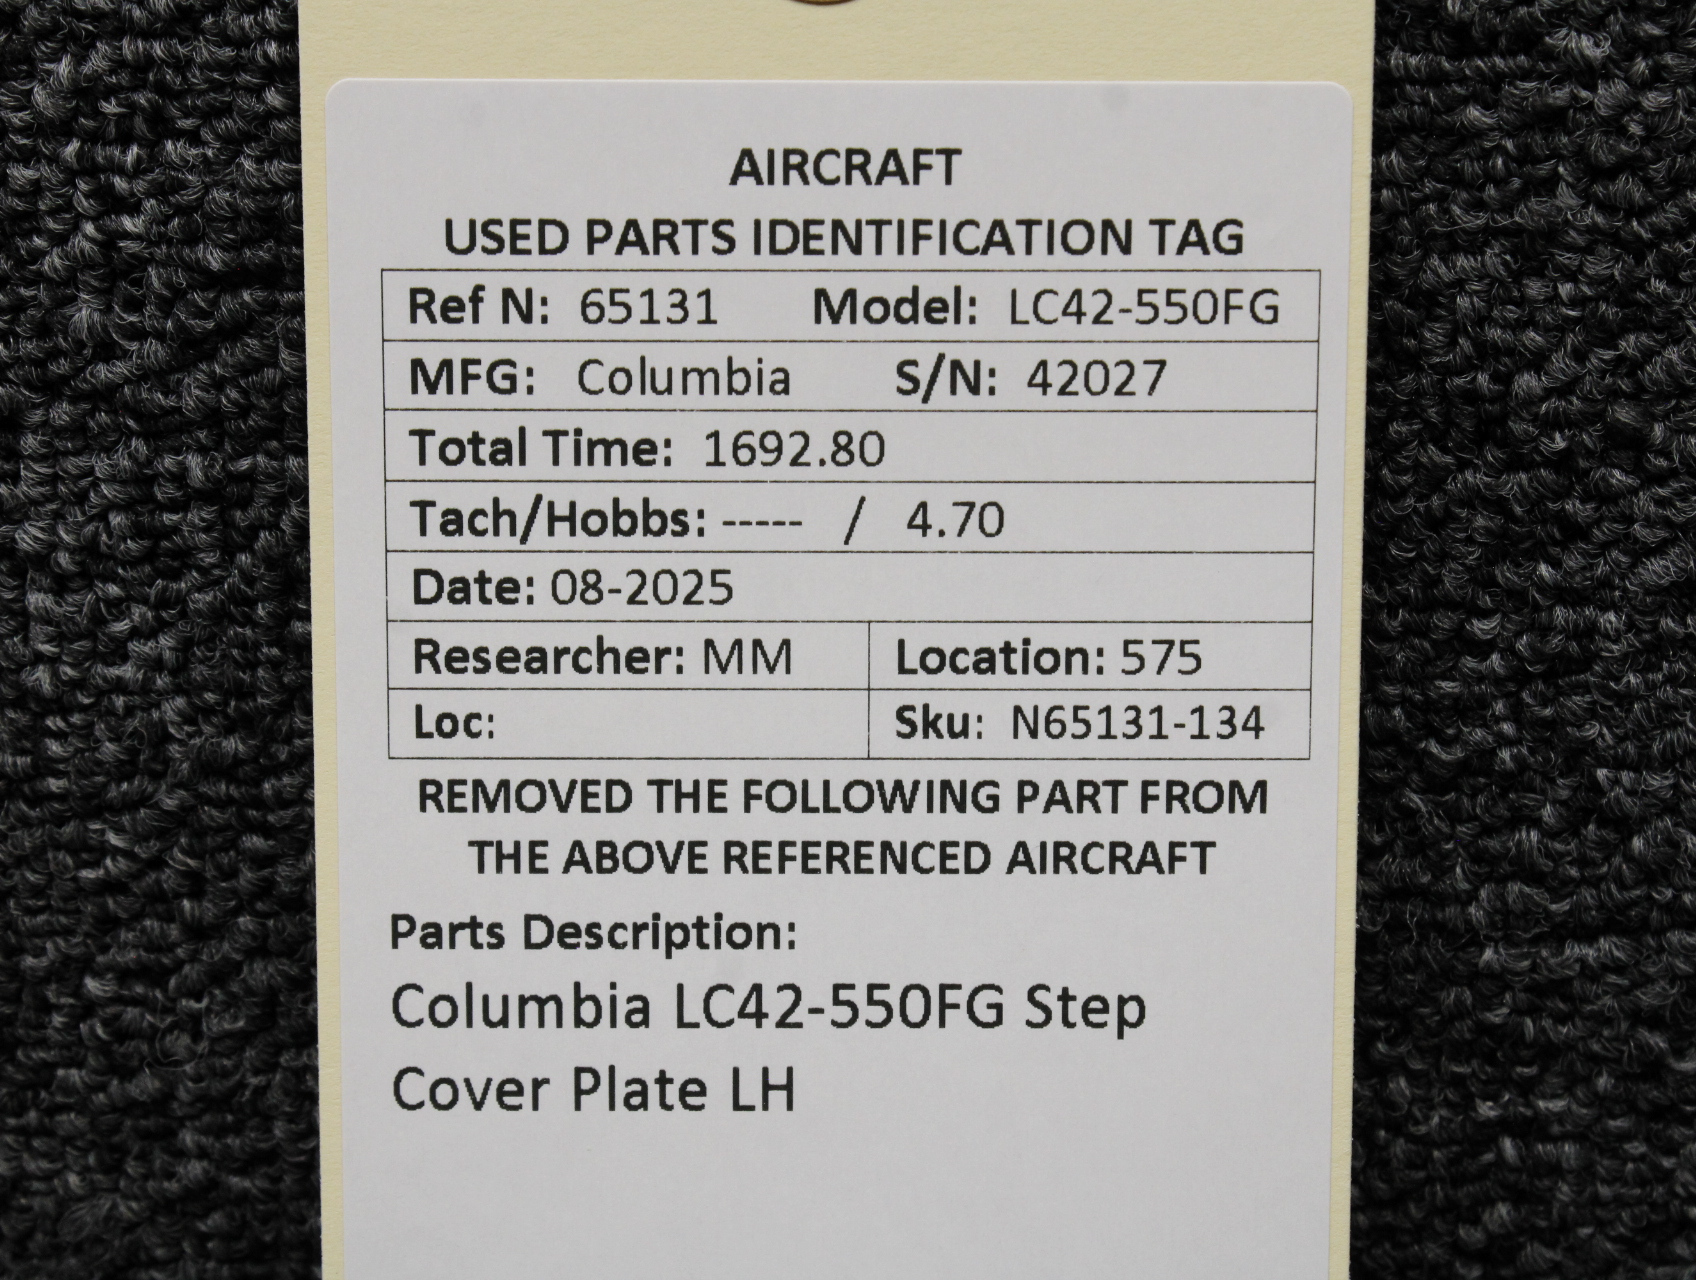 AIRCRAFT
USED PARTS IDENTIFICATION TAG
Ref N: 65131 Model: LC42-550FG
MFG: Columbia S/N: 42027
Total Time: 1692.80
Tach/Hobbs: ----- / 4.70
Date: 08-2025
Researcher: MM Location: 575
Loc: Sku: N65131-134
REMOVED THE FOLLOWING PART FROM
THE ABOVE REFERENCED AIRCRAFT
Parts Description:
Columbia LC42-550FG Step
Cover Plate LH